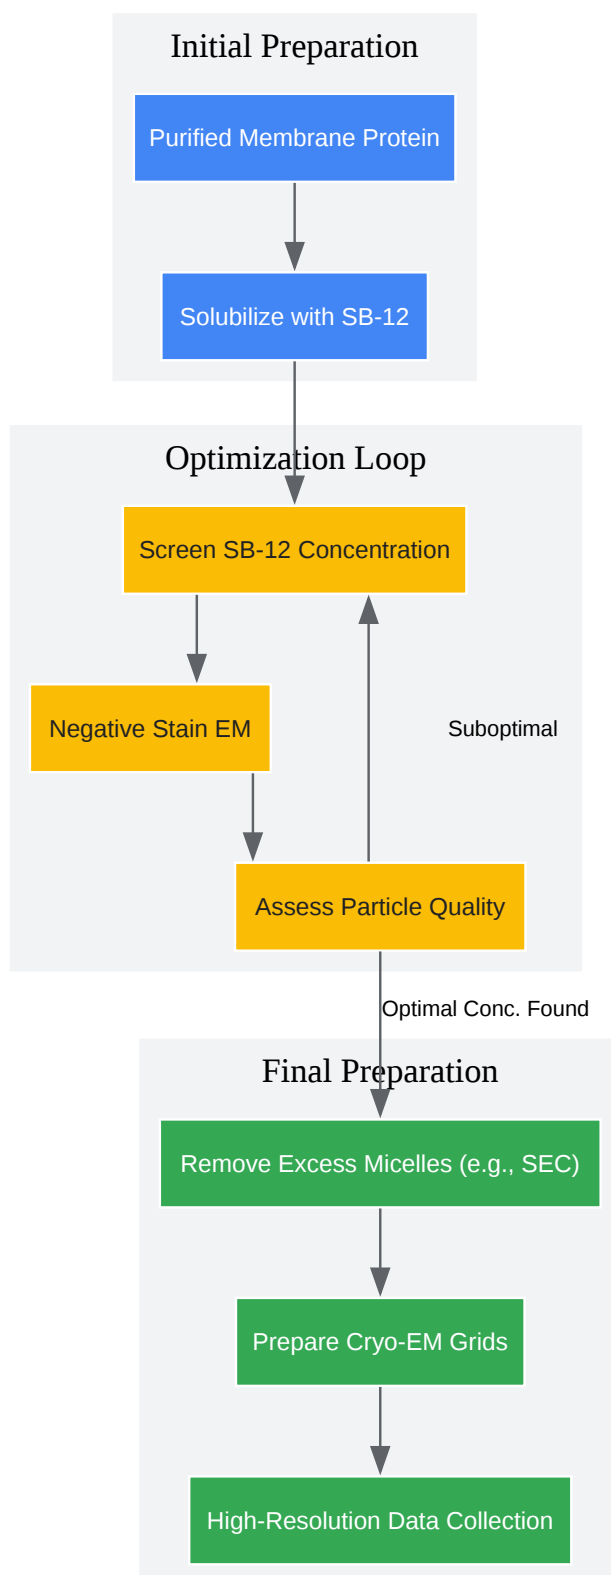 Initial Preparation
Purified Membrane Protein
Solubilize with SB-12
Optimization Loop
Screen SB-12 Concentration
Negative Stain EM
Suboptimal
Assess Particle Quality
Optimal Conc. Found
Final Preparation
Remove Excess Micelles (e.g., SEC)
Prepare Cryo-EM Grids
High-Resolution Data Collection